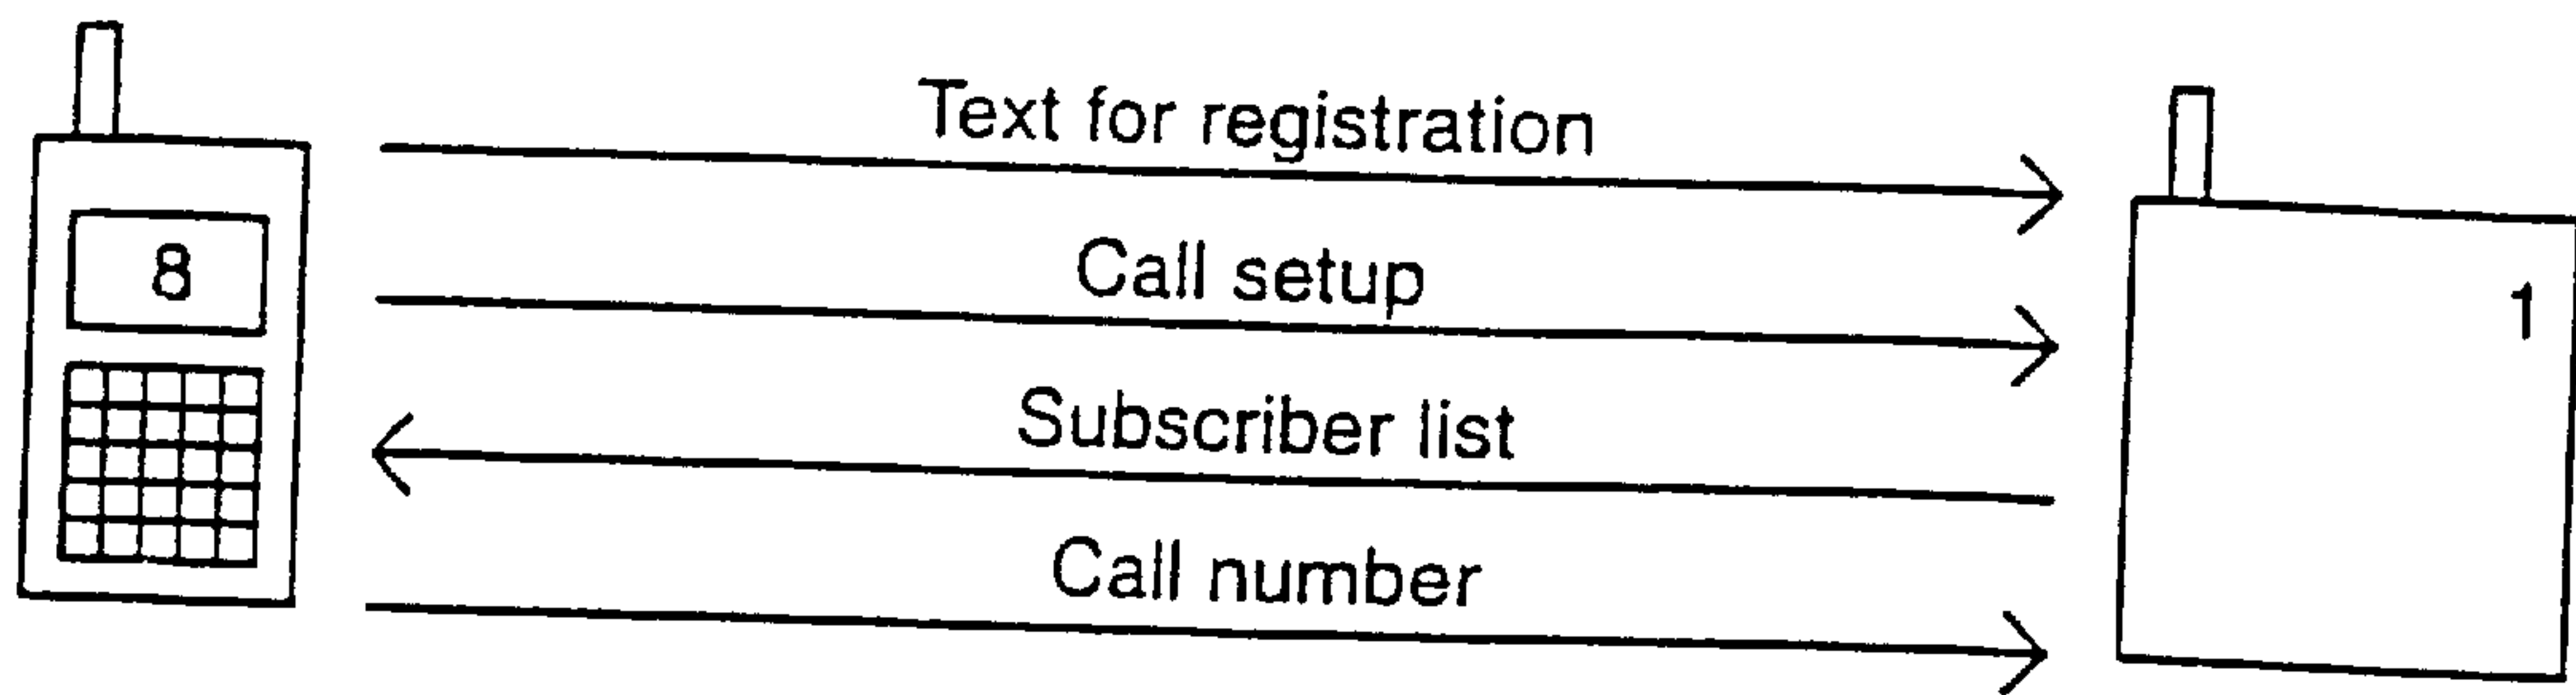 Text for registration
8
Call setup
1
Subscriber list
Call number